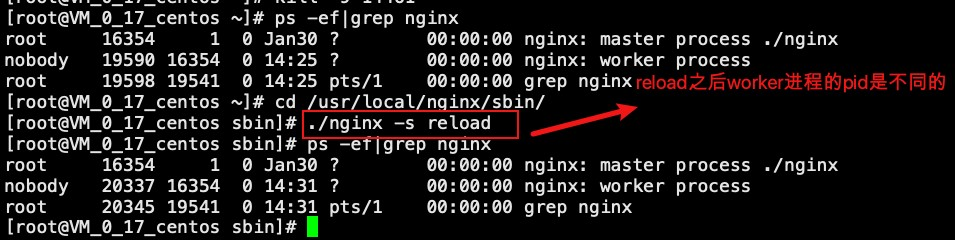 [root@VM_0_17_centos ~]# ps -ef|grep nginx
root     16354     1  0 Jan30 ?        00:00:00 nginx: master process ./nginx
nobody   19590 16354  0 14:25 ?        00:00:00 nginx: worker process
root     19598 19541  0 14:25 pts/1    00:00:00 grep nginx reload之后worker进程的pid是不同的
[root@VM_0_17_centos ~]# cd /usr/local/nginx/sbin/
[root@VM_0_17_centos sbin]# ./nginx -s reload
[root@VM_0_17_centos sbin]# ps -ef|grep nginx
root     16354     1  0 Jan30 ?        00:00:00 nginx: master process ./nginx
nobody   20337 16354  0 14:31 ?        00:00:00 nginx: worker process
root     20345 19541  0 14:31 pts/1    00:00:00 grep nginx
[root@VM_0_17_centos sbin]#